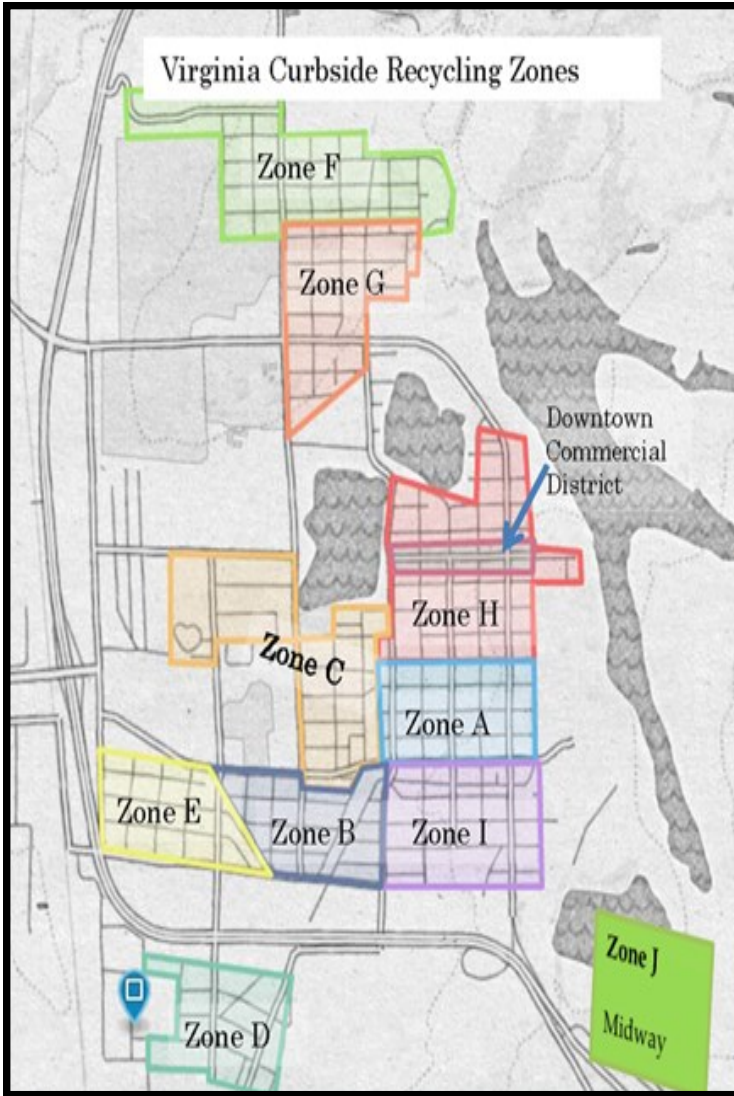 Virginia Curbside Recycling Zones
Zone F
Zone G
Downtown
Commercial
District
Zone H
Zone C
Zone A
Zone E
Zone B
Zone I
Zone J
Midway
Zone D